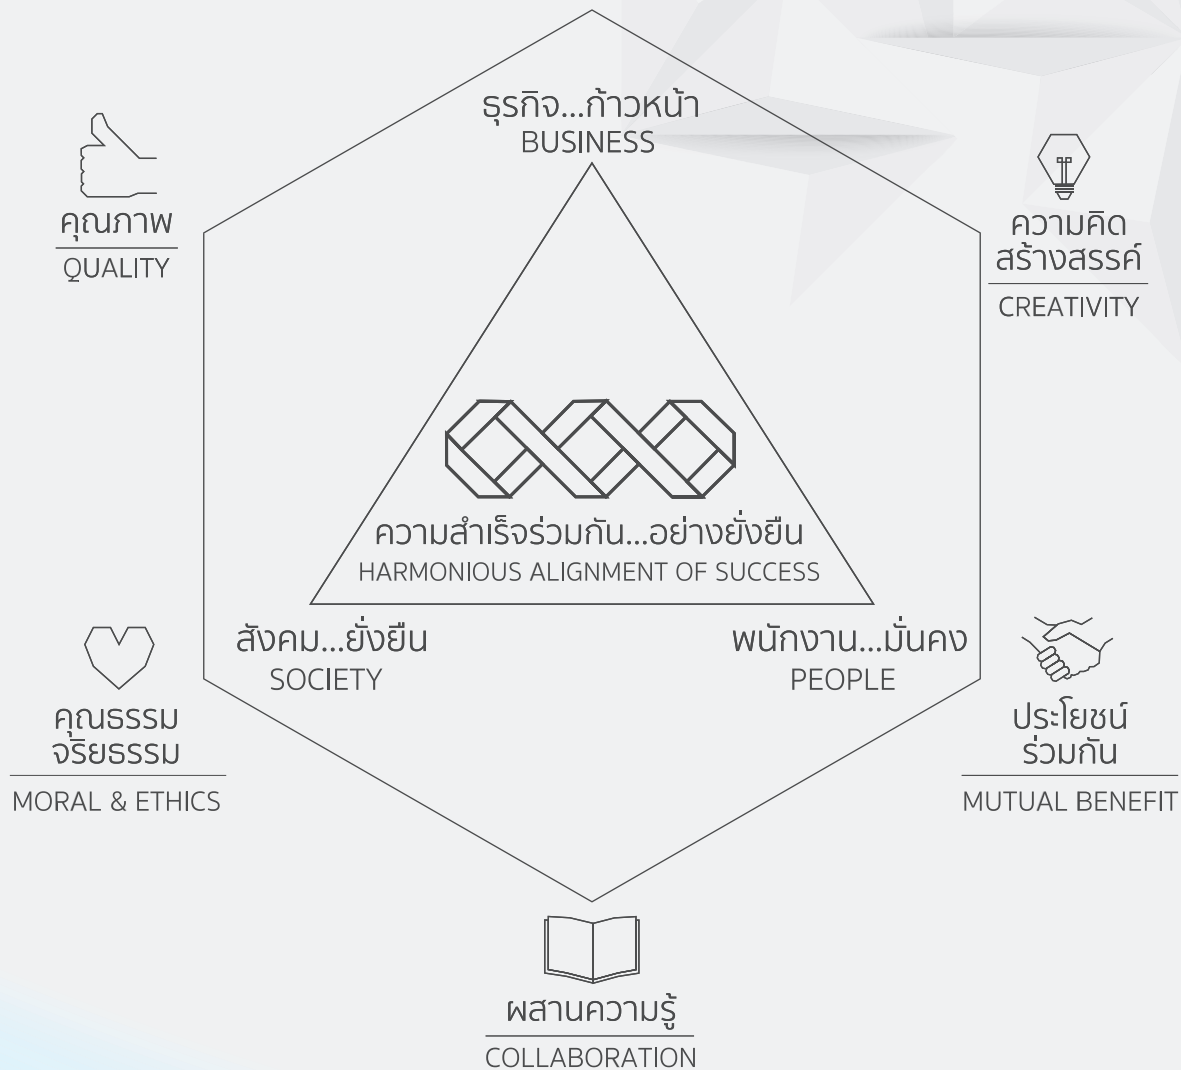 ธุรกิจ...ก้าวหน้า
BUSINESS
คุณภาพ
QUALITY
ความคิด
สร้างสรรค์
CREATIVITY
ความสำเร็จร่วมกัน...อย่างยั่งยืน
HARMONIOUS ALIGNMENT OF SUCCESS
สังคม...ยั่งยืน
SOCIETY
พนักงาน...มั่นคง
PEOPLE
คุณธรรม
จริยธรรม
MORAL & ETHICS
ประโยชน์
ร่วมกัน
MUTUAL BENEFIT
ผสานความรู้
COLLABORATION